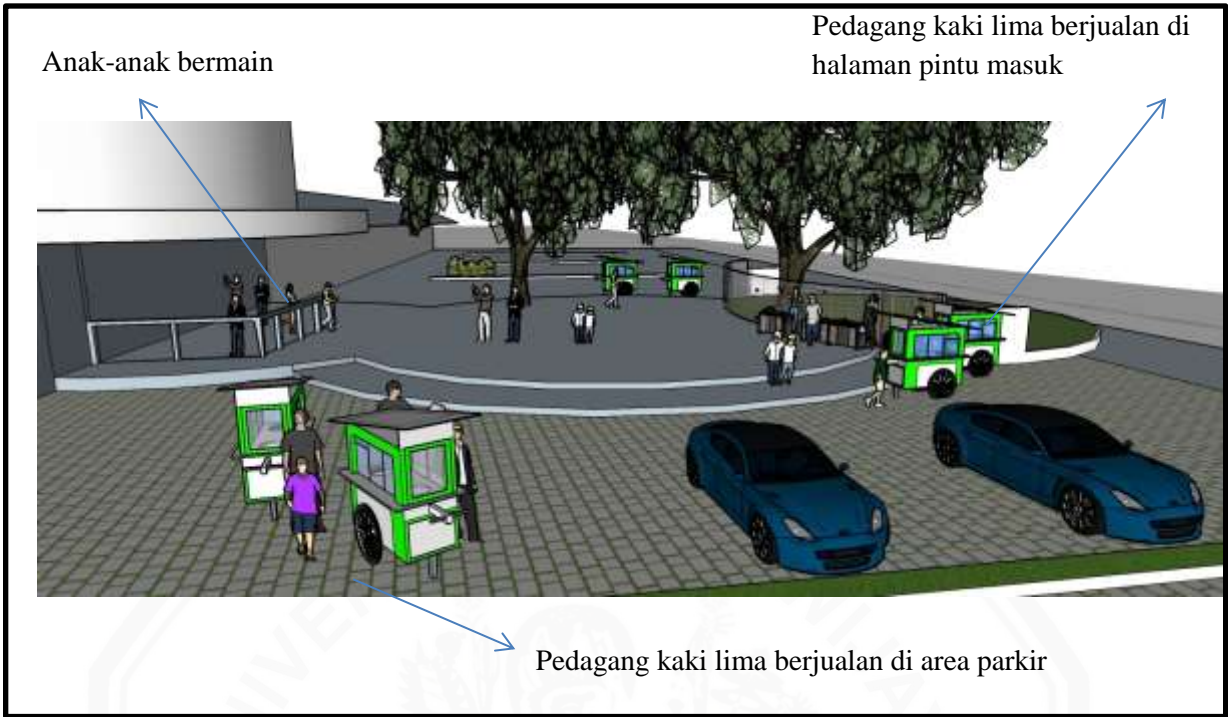 Pedagang kaki lima berjualan di
halaman pintu masuk
Anak-anak bermain
Pedagang kaki lima berjualan di area parkir